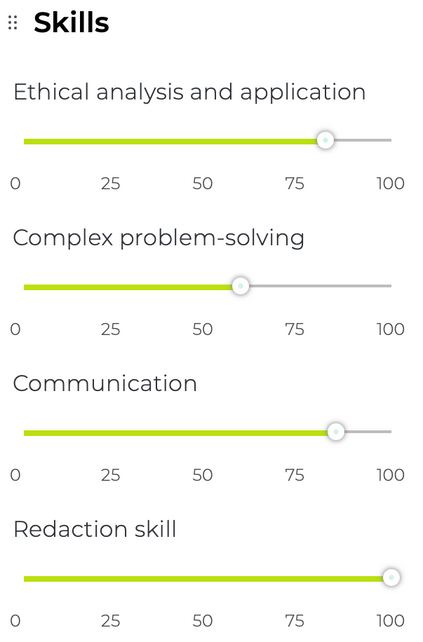 Skills
Ethical analysis and application
0 25 50 75 100
Complex problem-solving
0 25 50 75 100
Communication
0 25 50 75 100
Redaction skill
0 25 50 75 100